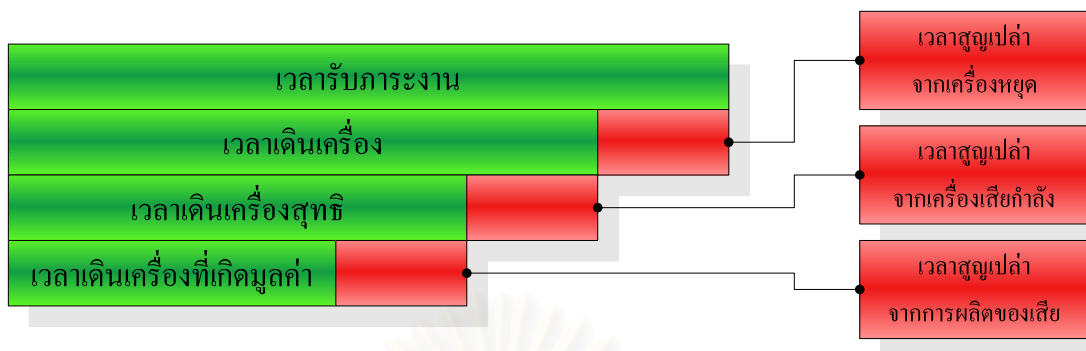 เวลารับภาระงาน
เวลาเดินเครื่อง
เวลาเดินเครื่องสุทธิ
เวลาเดินเครื่องที่เกิดมูลค่า
เวลาสูญเปล่า
จากเครื่องหยุด
เวลาสูญเปล่า
จากเครื่องเสียกำลัง
เวลาสูญเปล่า
จากการผลิตของเสีย